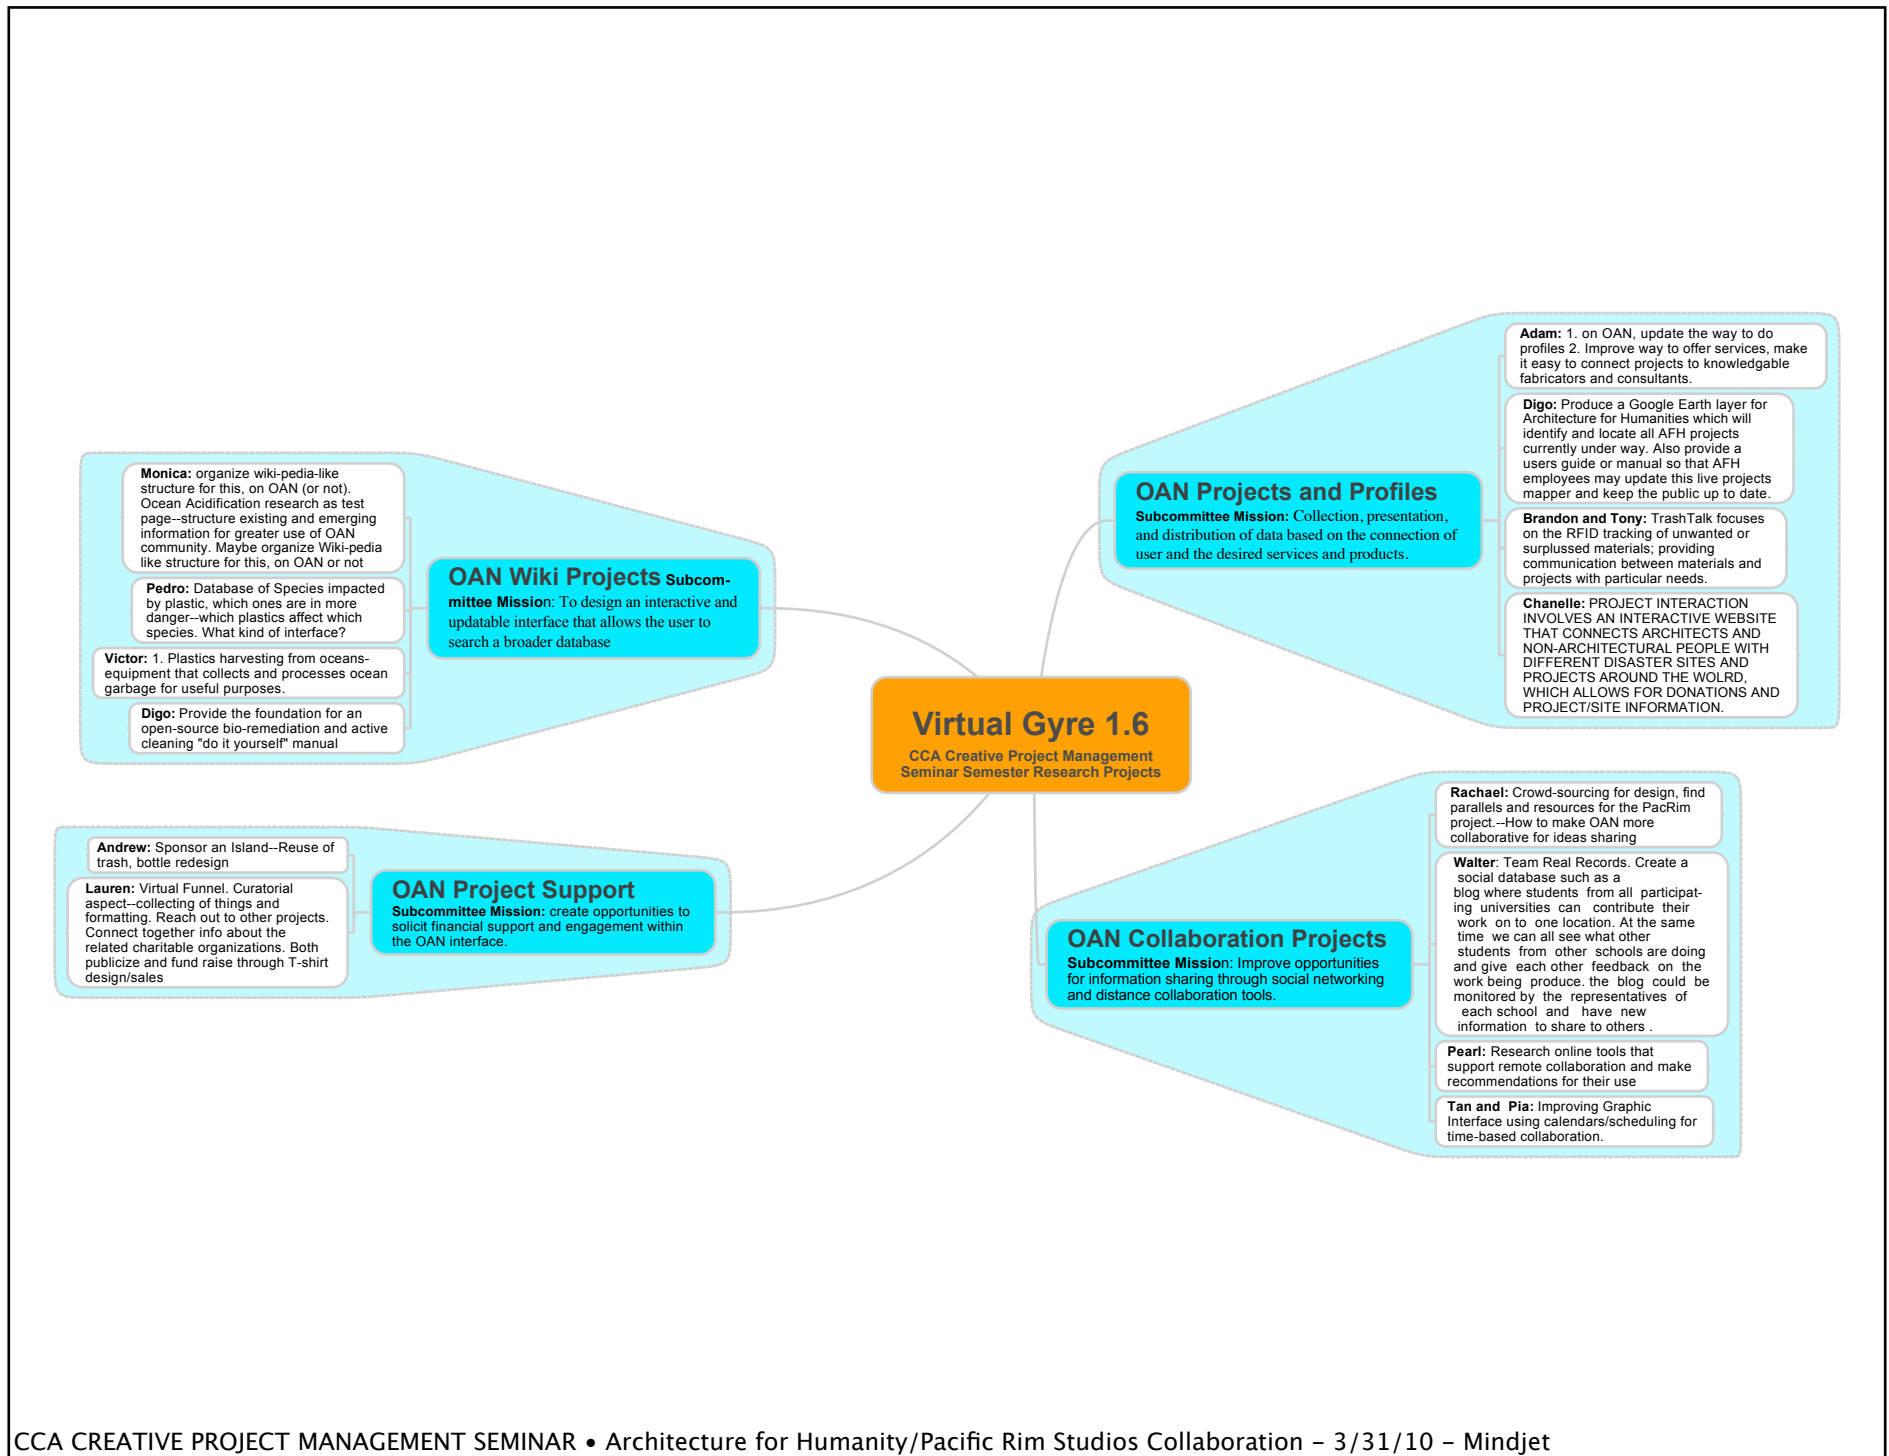 Virtual Gyre 1.6
CCA Creative Project Management
Seminar Semester Research Projects
OAN Projects and Profiles
Subcommittee Mission: Collection, presentation,
and distribution of data based on the connection of
user and the desired services and products.
Adam: 1. on OAN, update the way to do
profiles 2. Improve way to offer services, make
it easy to connect projects to knowledgable
fabricators and consultants.
Digo: Produce a Google Earth layer for
Architecture for Humanities which will
identify and locate all AFH projects
currently under way. Also provide a
users guide or manual so that AFH
employees may update this live projects
mapper and keep the public up to date.
Brandon and Tony: TrashTalk focuses
on the RFID tracking of unwanted or
surplussed materials; providing
communication between materials and
projects with particular needs.
Chanelle: PROJECT INTERACTION
INVOLVES AN INTERACTIVE WEBSITE
THAT CONNECTS ARCHITECTS AND
NON-ARCHITECTURAL PEOPLE WITH
DIFFERENT DISASTER SITES AND
PROJECTS AROUND THE WOLRD,
WHICH ALLOWS FOR DONATIONS AND
PROJECT/SITE INFORMATION.
OAN Collaboration Projects
Subcommittee Mission: Improve opportunities
for information sharing through social networking
and distance collaboration tools.
Rachael: Crowd-sourcing for design, find
parallels and resources for the PacRim
project.--How to make OAN more
collaborative for ideas sharing
Walter: Team Real Records. Create a
social database such as a
blog where students from all participat-
ing universities can contribute their
work on to one location. At the same
time we can all see what other
students from other schools are doing
and give each other feedback on the
work being produce. the blog could be
monitored by the representatives of
each school and have new
information to share to others .
Pearl: Research online tools that
support remote collaboration and make
recommendations for their use
Tan and Pia: Improving Graphic
Interface using calendars/scheduling for
time-based collaboration.
OAN Wiki Projects Subcom-
mittee Mission: To design an interactive and
updatable interface that allows the user to
search a broader database
Monica: organize wiki-pedia-like
structure for this, on OAN (or not).
Ocean Acidification research as test
page--structure existing and emerging
information for greater use of OAN
community. Maybe organize Wiki-pedia
like structure for this, on OAN or not
Pedro: Database of Species impacted
by plastic, which ones are in more
danger--which plastics affect which
species. What kind of interface?
Victor: 1. Plastics harvesting from oceans-
equipment that collects and processes ocean
garbage for useful purposes.
Digo: Provide the foundation for an
open-source bio-remediation and active
cleaning "do it yourself" manual
OAN Project Support
Subcommittee Mission: create opportunities to
solicit financial support and engagement within
the OAN interface.
Andrew: Sponsor an Island--Reuse of
trash, bottle redesign
Lauren: Virtual Funnel. Curatorial
aspect--collecting of things and
formatting. Reach out to other projects.
Connect together info about the
related charitable organizations. Both
publicize and fund raise through T-shirt
design/sales
CCA CREATIVE PROJECT MANAGEMENT SEMINAR • Architecture for Humanity/Pacific Rim Studios Collaboration – 3/31/10 – Mindjet